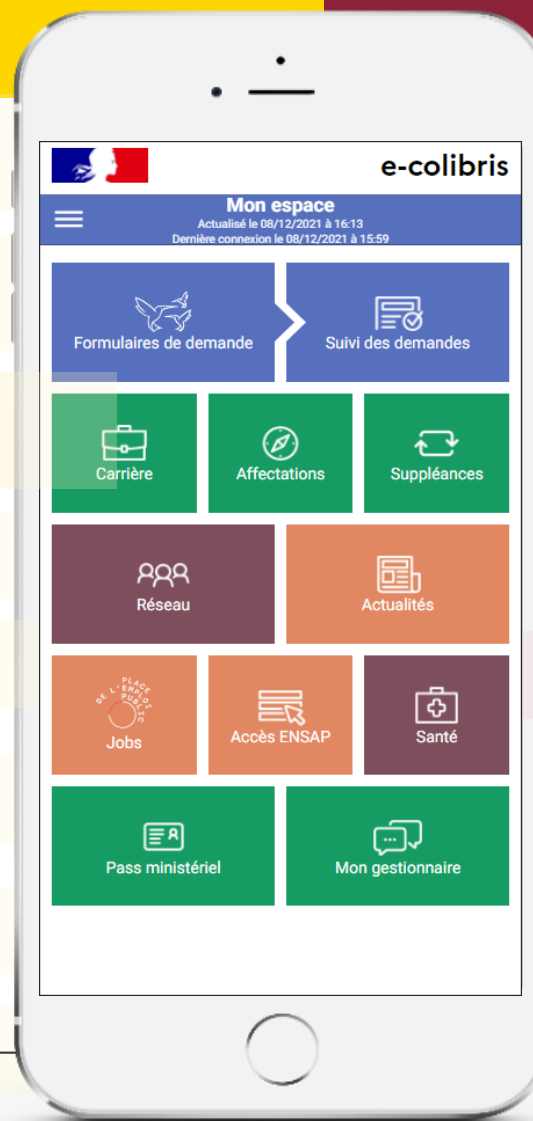 e-colibris
Mon espace
Actualisé le 08/12/2021 à 16:13
Dernière connexion le 08/12/2021 à 15:59
Formulaires de demande
Suivi des demandes
Carrière
Affectations
Suppléances
Réseau
Actualités
PLACE
DE L'EMPLOI
PUBLIC
Jobs
Accès ENSAP
Santé
Pass ministériel
Mon gestionnaire